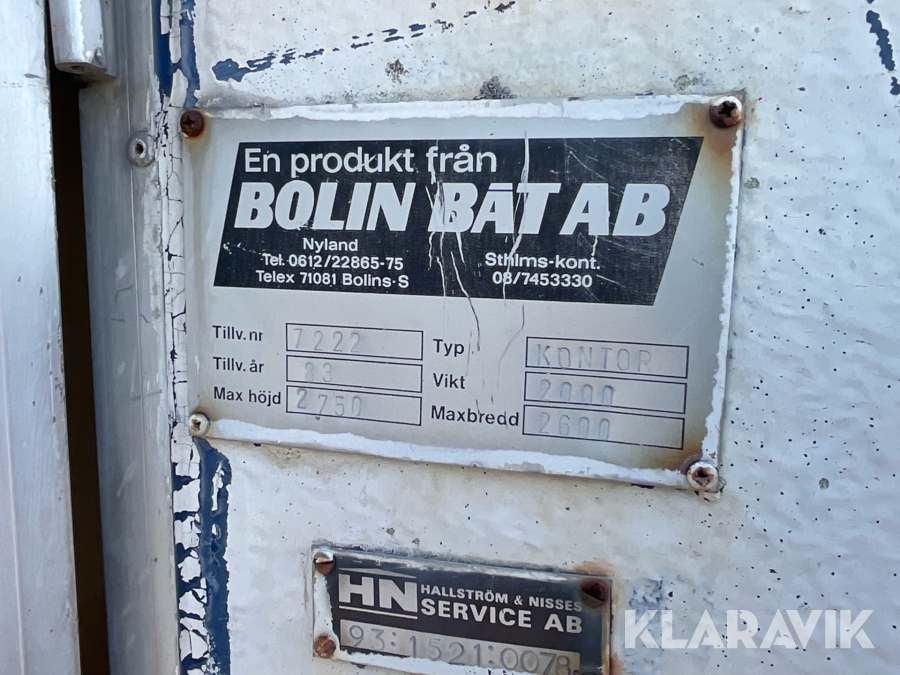 En produkt från
BOLIN BÅT AB
Nyland
Tel. 0612/22865-75
Telex 71081 Bolins-S
Sthlms-kont.
08/7453330
Tillv. nr 7222
Tillv. år 83
Max höjd 2750
Typ KONTOR
Vikt 2000
Maxbredd 2600
HN HALLSTRÖM & NISSES
SERVICE AB
93:1521:0078
KLARAVIK